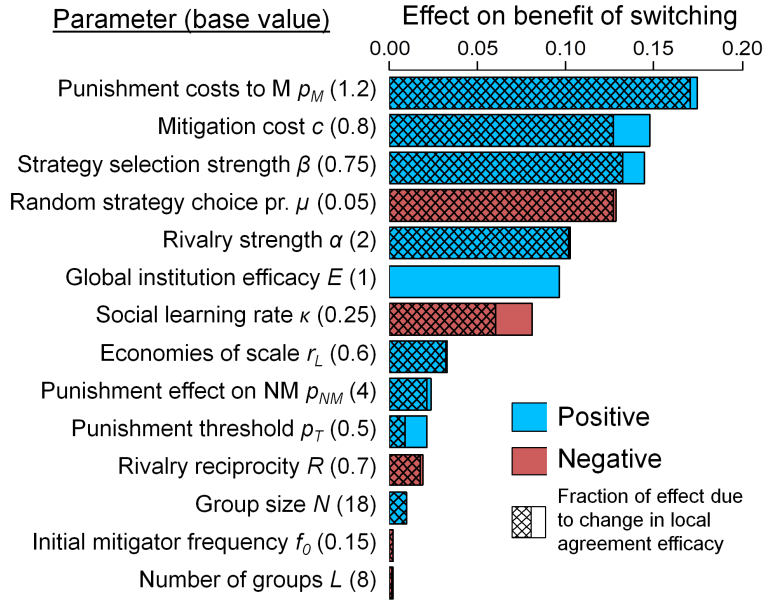 Parameter (base value)
Effect on benefit of switching
0.00 0.05 0.10 0.15 0.20
Punishment costs to M p_M (1.2)
Mitigation cost c (0.8)
Strategy selection strength β (0.75)
Random strategy choice pr. μ (0.05)
Rivalry strength α (2)
Global institution efficacy E (1)
Social learning rate κ (0.25)
Economies of scale r_L (0.6)
Punishment effect on NM p_NM (4)
Punishment threshold p_T (0.5)
Rivalry reciprocity R (0.7)
Group size N (18)
Initial mitigator frequency f_0 (0.15)
Number of groups L (8)
Positive
Negative
Fraction of effect due
to change in local
agreement efficacy